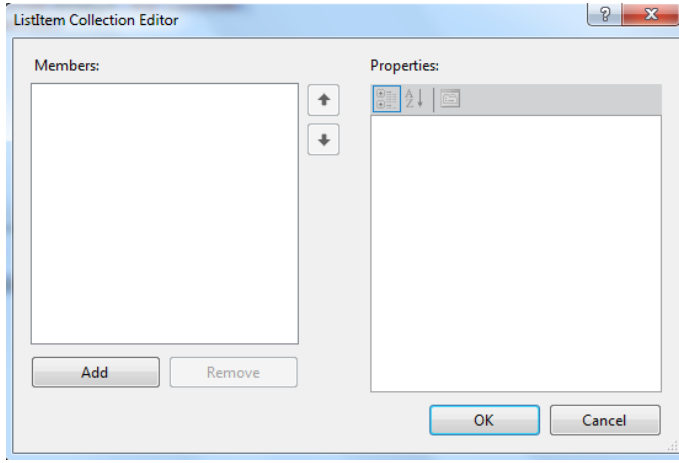 ListItem Collection Editor
Members:
Properties:
Add
Remove
OK
Cancel